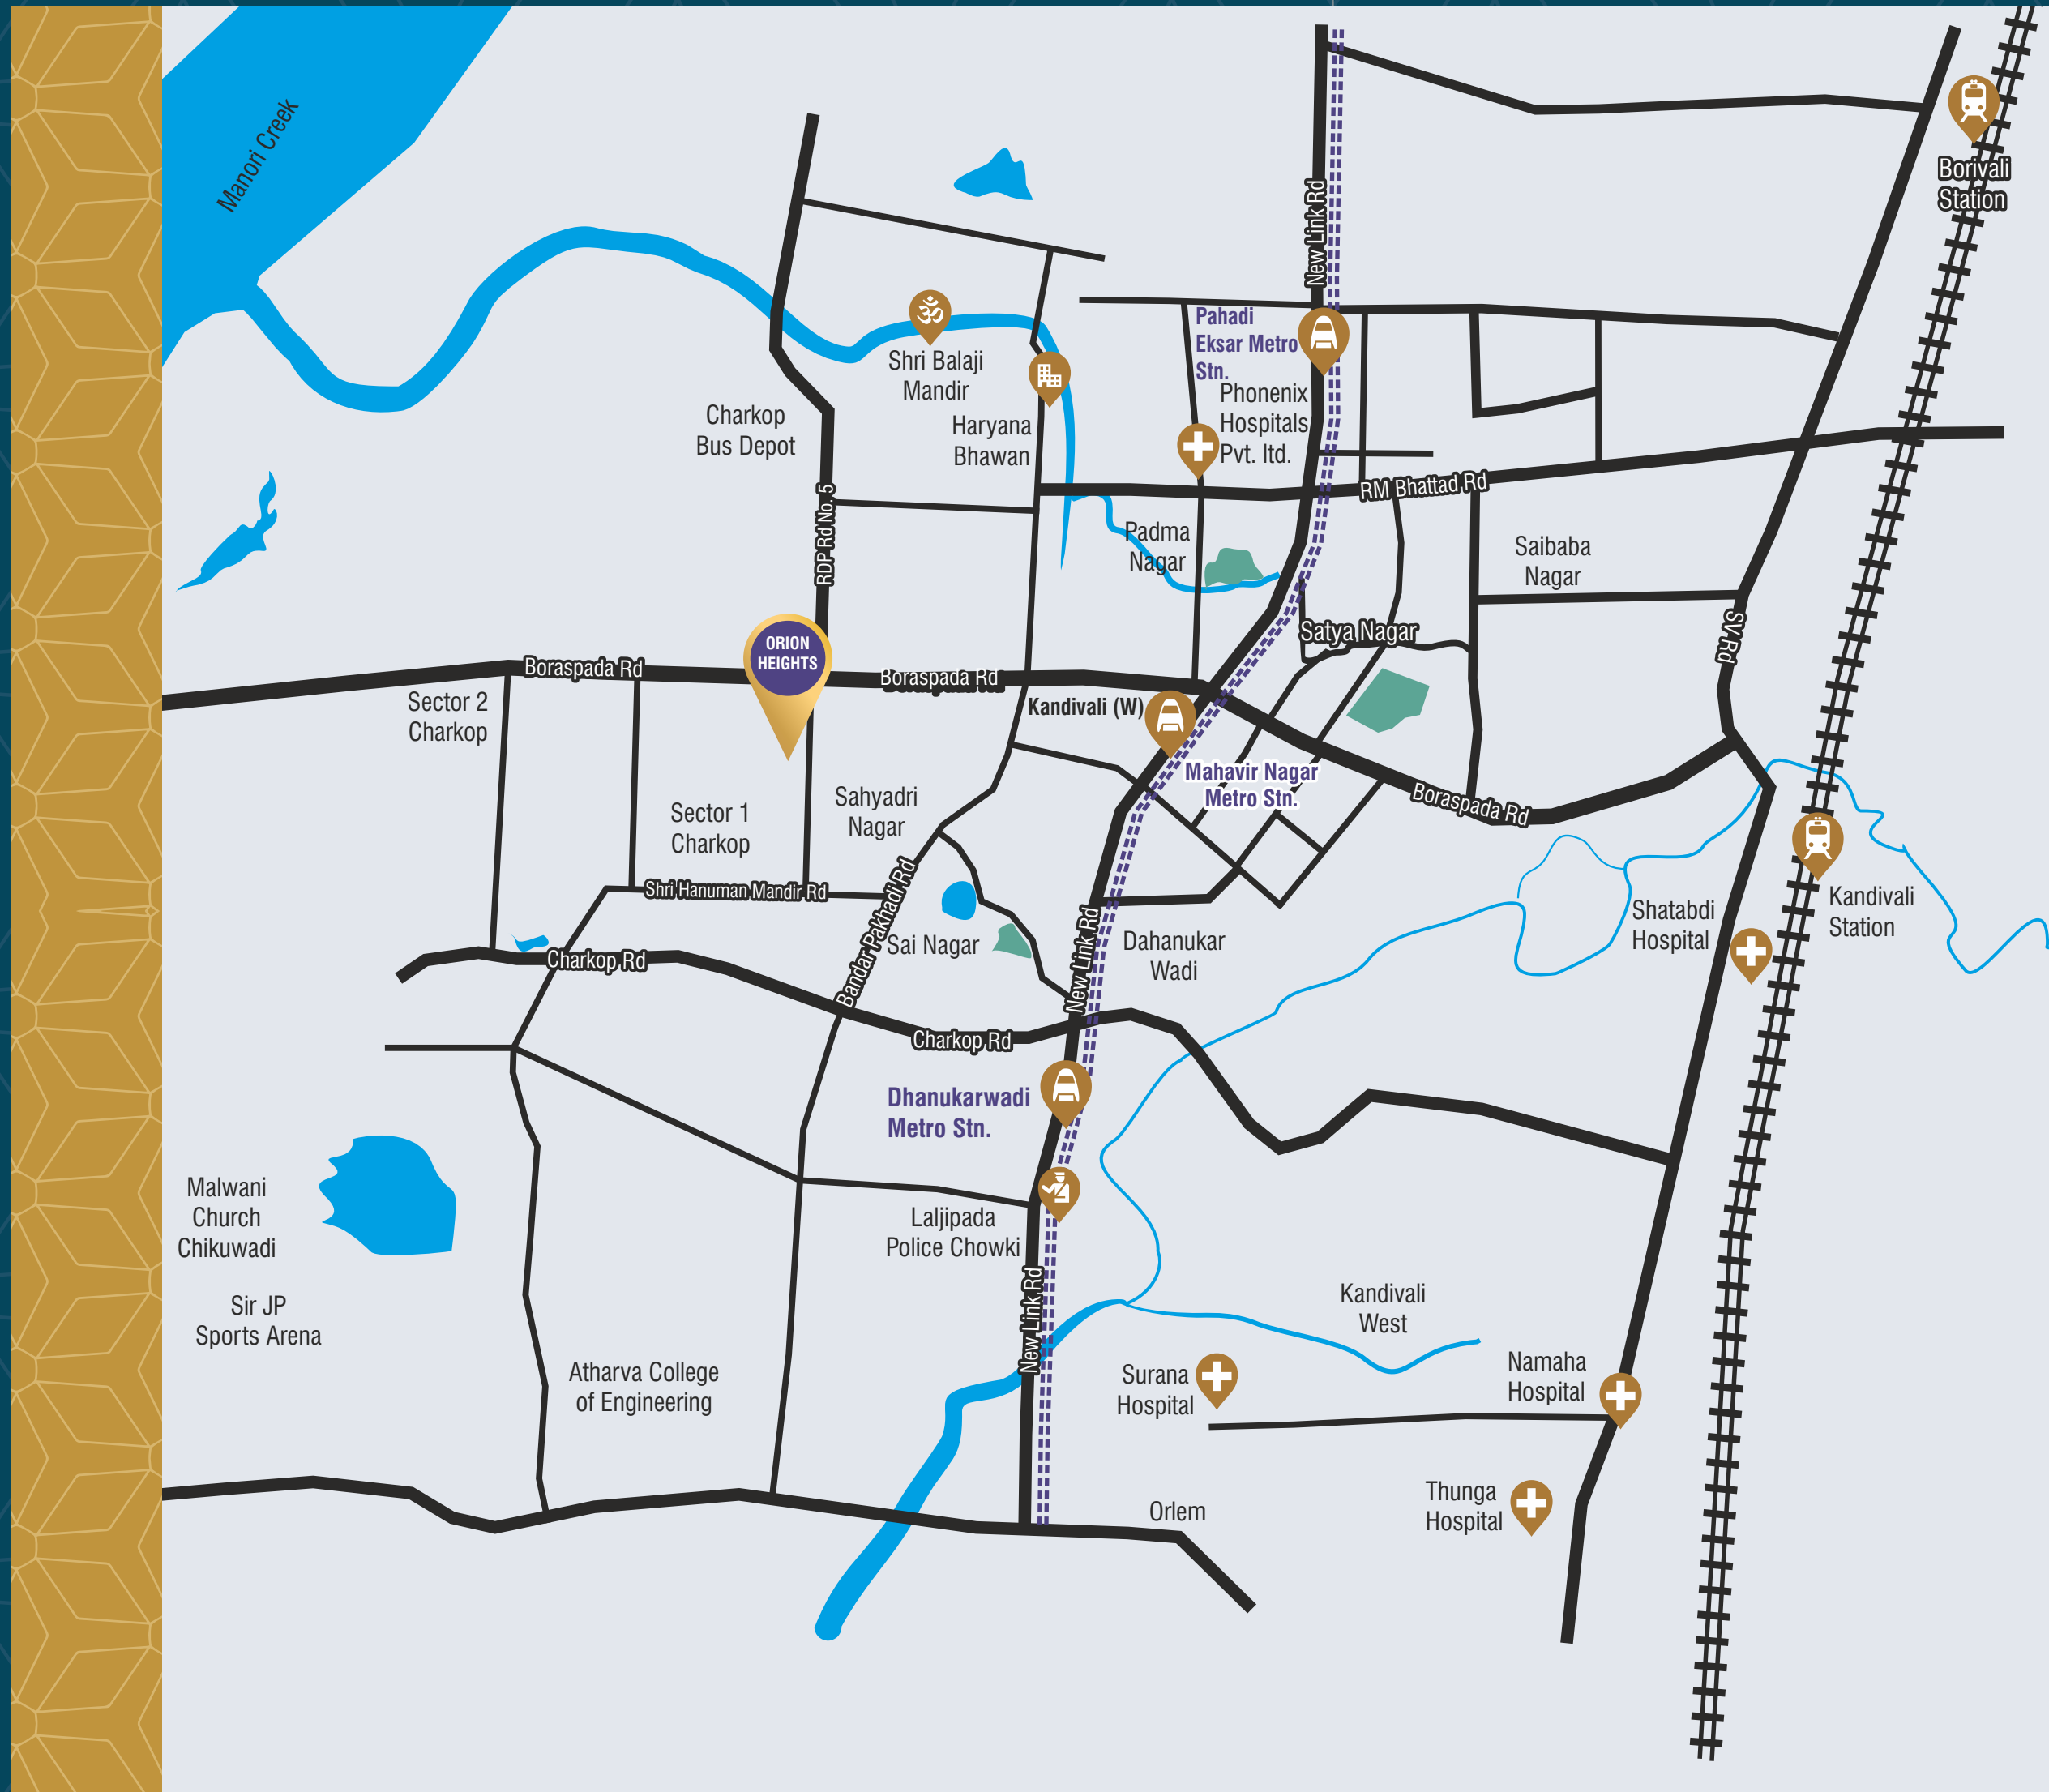 Manori Creek
Borivali
Station
New Link Rd
Pahadi
Eksar Metro
Stn.
Shri Balaji
Mandir
Phonenix
Hospitals
Pvt. ltd.
Charkop
Bus Depot
Haryana
Bhawan
RM Bhattad Rd
RDP Rd No. 5
Padma
Nagar
Saibaba
Nagar
Satya Nagar
SV Rd
ORION
HEIGHTS
Boraspada Rd
Boraspada Rd
Sector 2
Charkop
Kandivali (W)
Mahavir Nagar
Metro Stn.
Boraspada Rd
Sector 1
Charkop
Sahyadri
Nagar
Shri Hanuman Mandir Rd
Bandar Pakhadi Rd
Sai Nagar
New Link Rd
Dahanukar
Wadi
Shatabdi
Hospital
Kandivali
Station
Charkop Rd
Charkop Rd
Dhanukarwadi
Metro Stn.
Malwani
Church
Chikuwadi
Laljipada
Police Chowki
Sir JP
Sports Arena
New Link Rd
Kandivali
West
Atharva College
of Engineering
Surana
Hospital
Namaha
Hospital
Thunga
Hospital
Orlem